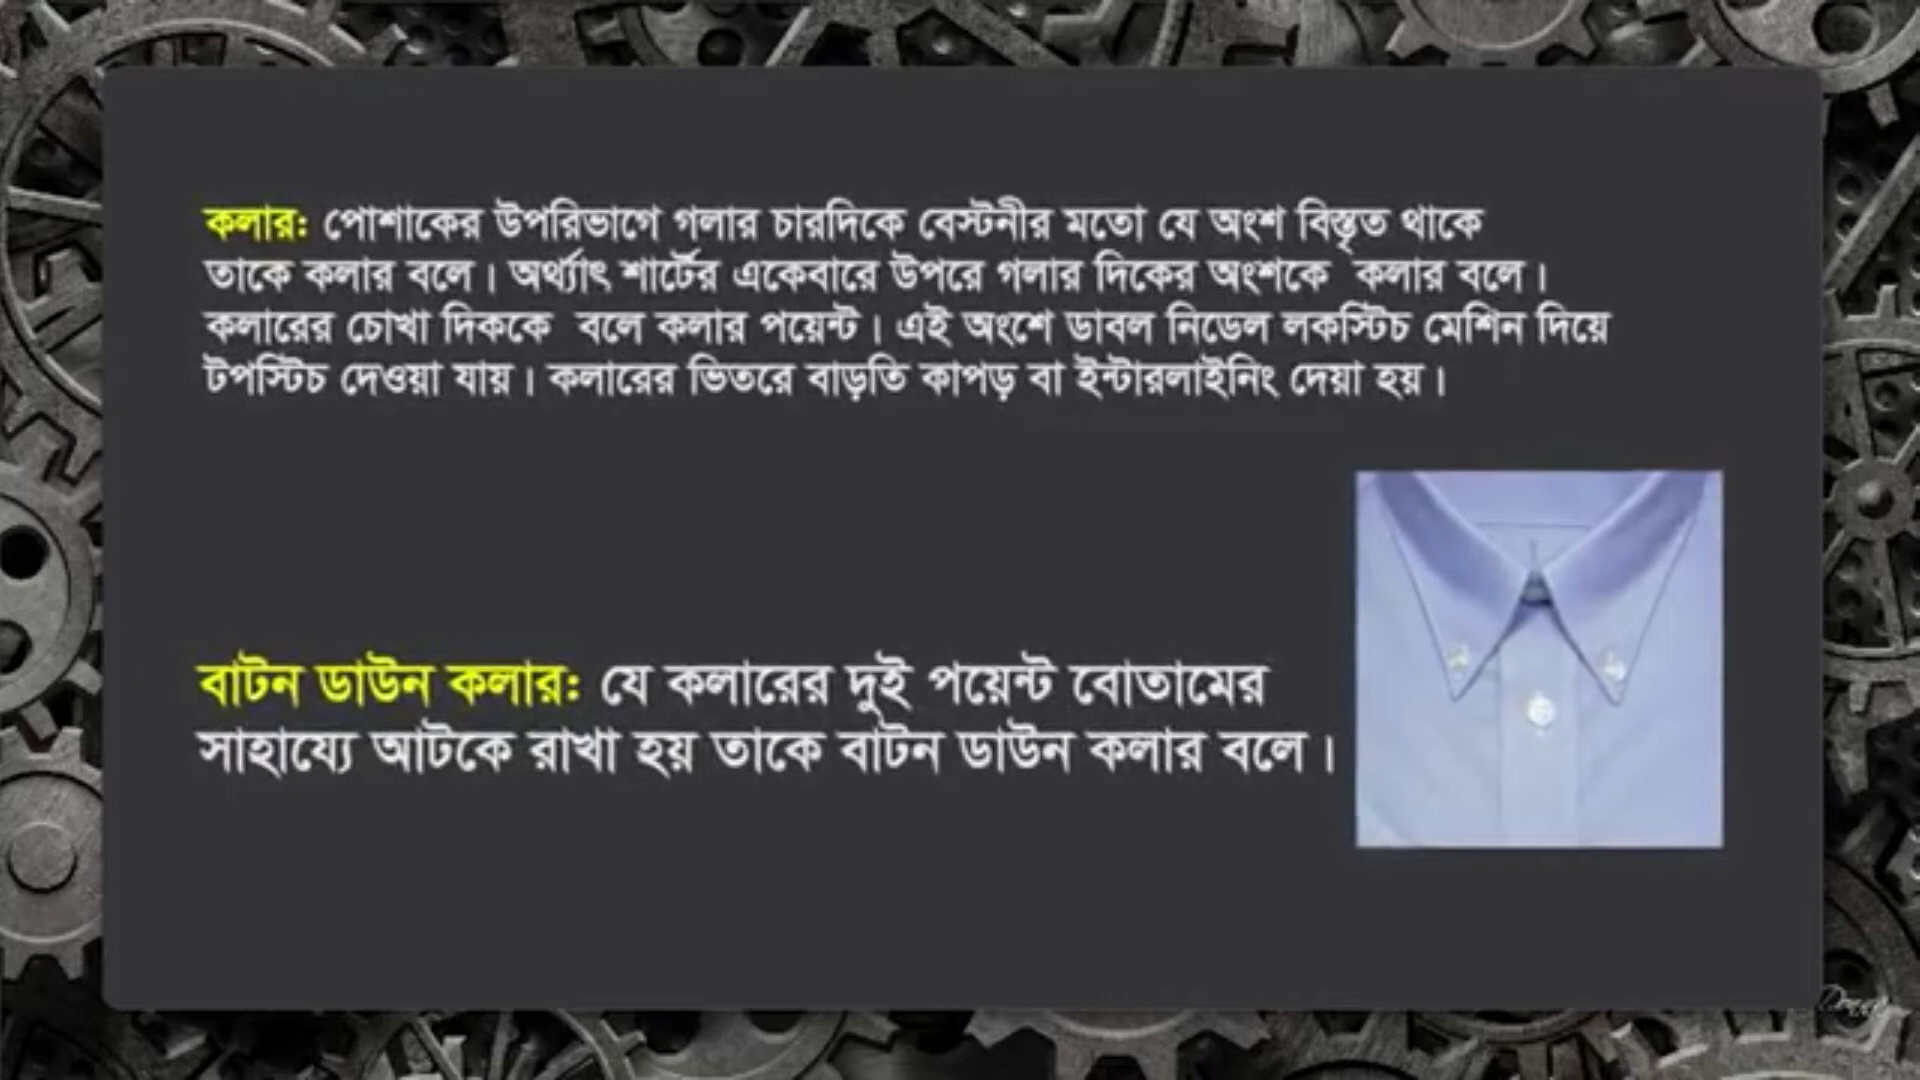 কলার: পোশাকের উপরিভাগে গলার চারদিকে বেস্টনীর মতো যে অংশ বিস্তৃত থাকে
তাকে কলার বলে। অর্থ্যাৎ শার্টের একেবারে উপরে গলার দিকের অংশকে কলার বলে।
কলারের চোখা দিককে বলে কলার পয়েন্ট। এই অংশে ডাবল নিডেল লকস্টিচ মেশিন দিয়ে
টপস্টিচ দেওয়া যায়। কলারের ভিতরে বাড়তি কাপড় বা ইন্টারলাইনিং দেয়া হয়।
বাটন ডাউন কলার: যে কলারের দুই পয়েন্ট বোতামের
সাহায্যে আটকে রাখা হয় তাকে বাটন ডাউন কলার বলে।